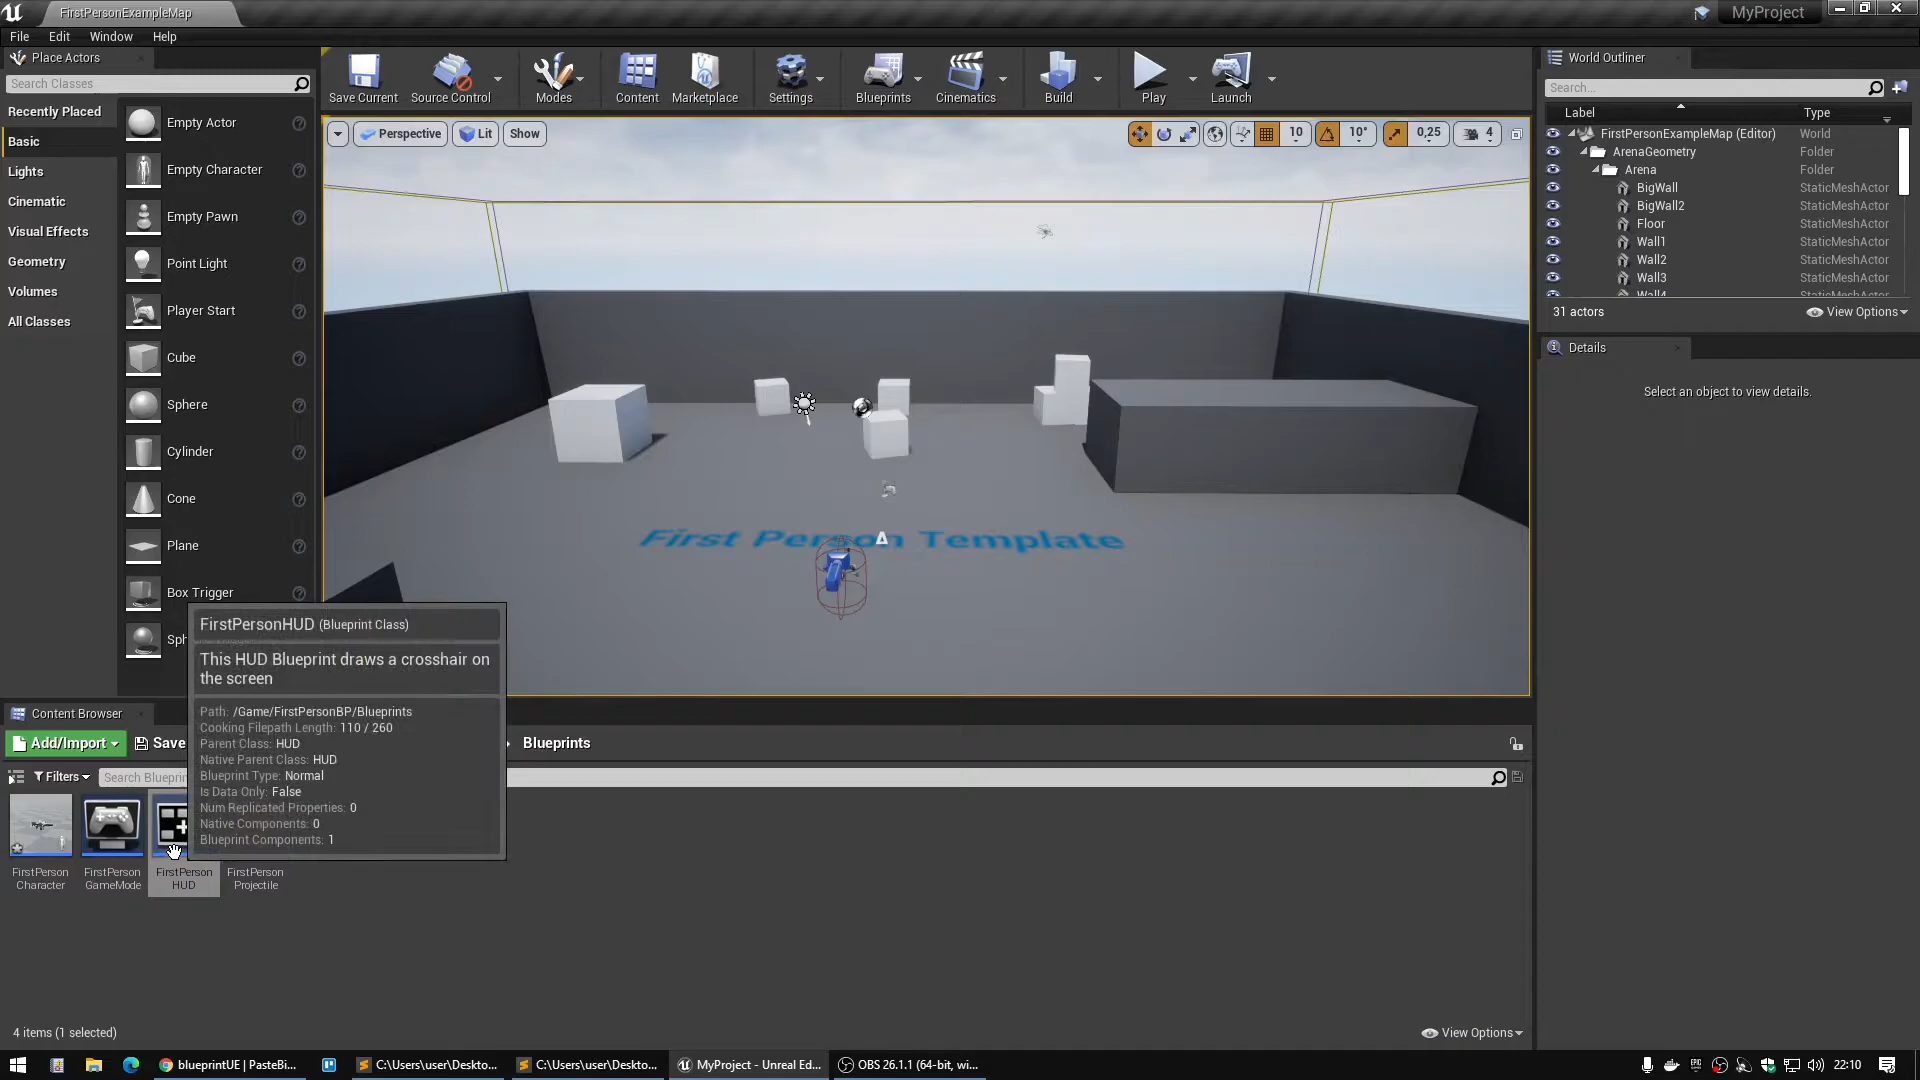 FirstPersonExampleMap
MyProject
File Edit Window Help
Place Actors
Search Classes
Recently Placed
Basic
Lights
Cinematic
Visual Effects
Geometry
Volumes
All Classes
Empty Actor
Empty Character
Empty Pawn
Point Light
Player Start
Cube
Sphere
Cylinder
Cone
Plane
Box Trigger
Sph
Save Current Source Control Modes Content Marketplace Settings Blueprints Cinematics Build Play Launch
Perspective Lit Show
10 10° 0,25 4
First Person Template
World Outliner
Search...
Label Type
FirstPersonExampleMap (Editor) World
ArenaGeometry Folder
Arena Folder
BigWall StaticMeshActor
BigWall2 StaticMeshActor
Floor StaticMeshActor
Wall1 StaticMeshActor
Wall2 StaticMeshActor
Wall3 StaticMeshActor
Wall4 StaticMeshActor
31 actors View Options
Details
Select an object to view details.
FirstPersonHUD (Blueprint Class)
This HUD Blueprint draws a crosshair on
the screen
Path: /Game/FirstPersonBP/Blueprints
Cooking Filepath Length: 110 / 260
Parent Class: HUD
Native Parent Class: HUD
Blueprint Type: Normal
Is Data Only: False
Num Replicated Properties: 0
Native Components: 0
Blueprint Components: 1
Content Browser
Add/Import Save Blueprints
Filters Search Blueprin
FirstPerson
Character
FirstPerson
GameMode
FirstPerson
HUD
FirstPerson
Projectile
4 items (1 selected) View Options
blueprintUE | PasteBi... C:\Users\user\Deskto... C:\Users\user\Deskto... MyProject - Unreal Ed... OBS 26.1.1 (64-bit, wi... 22:10